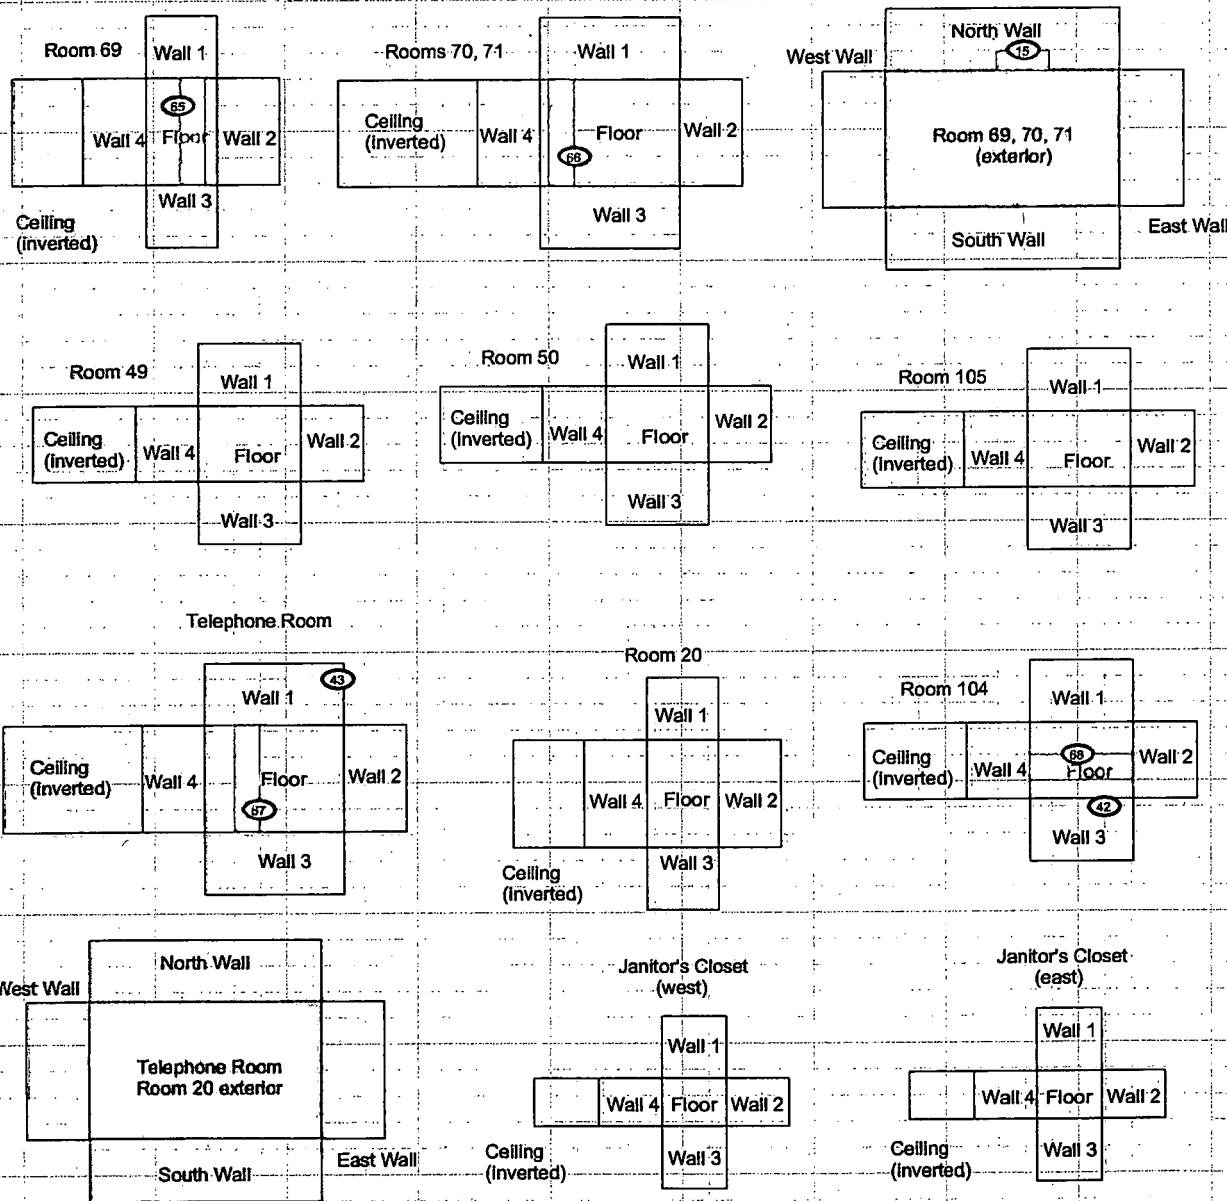 Room 69
Wall 1
65
Wall 4
Floor
Wall 2
Wall 3
Ceiling
(inverted)
Rooms 70, 71
Wall 1
Ceiling
(inverted)
Wall 4
Floor
Wall 2
66
Wall 3
North Wall
15
West Wall
Room 69, 70, 71
(exterior)
South Wall
East Wall
Room 49
Wall 1
Ceiling
(inverted)
Wall 4
Floor
Wall 2
Wall 3
Room 50
Wall 1
Ceiling
(inverted)
Wall 4
Floor
Wall 2
Wall 3
Room 105
Wall 1
Ceiling
(inverted)
Wall 4
Floor
Wall 2
Wall 3
Telephone Room
43
Wall 1
Ceiling
(inverted)
Wall 4
Floor
Wall 2
67
Wall 3
Room 20
Wall 1
Wall 4
Floor
Wall 2
Wall 3
Ceiling
(inverted)
Room 104
Wall 1
Ceiling
(inverted)
Wall 4
68
Floor
Wall 2
42
Wall 3
North Wall
West Wall
Telephone Room
Room 20 exterior
East Wall
South Wall
Janitor's Closet
(west)
Wall 1
Wall 4
Floor
Wall 2
Ceiling
(inverted)
Wall 3
Janitor's Closet
(east)
Wall 1
Wall 4
Floor
Wall 2
Ceiling
(inverted)
Wall 3